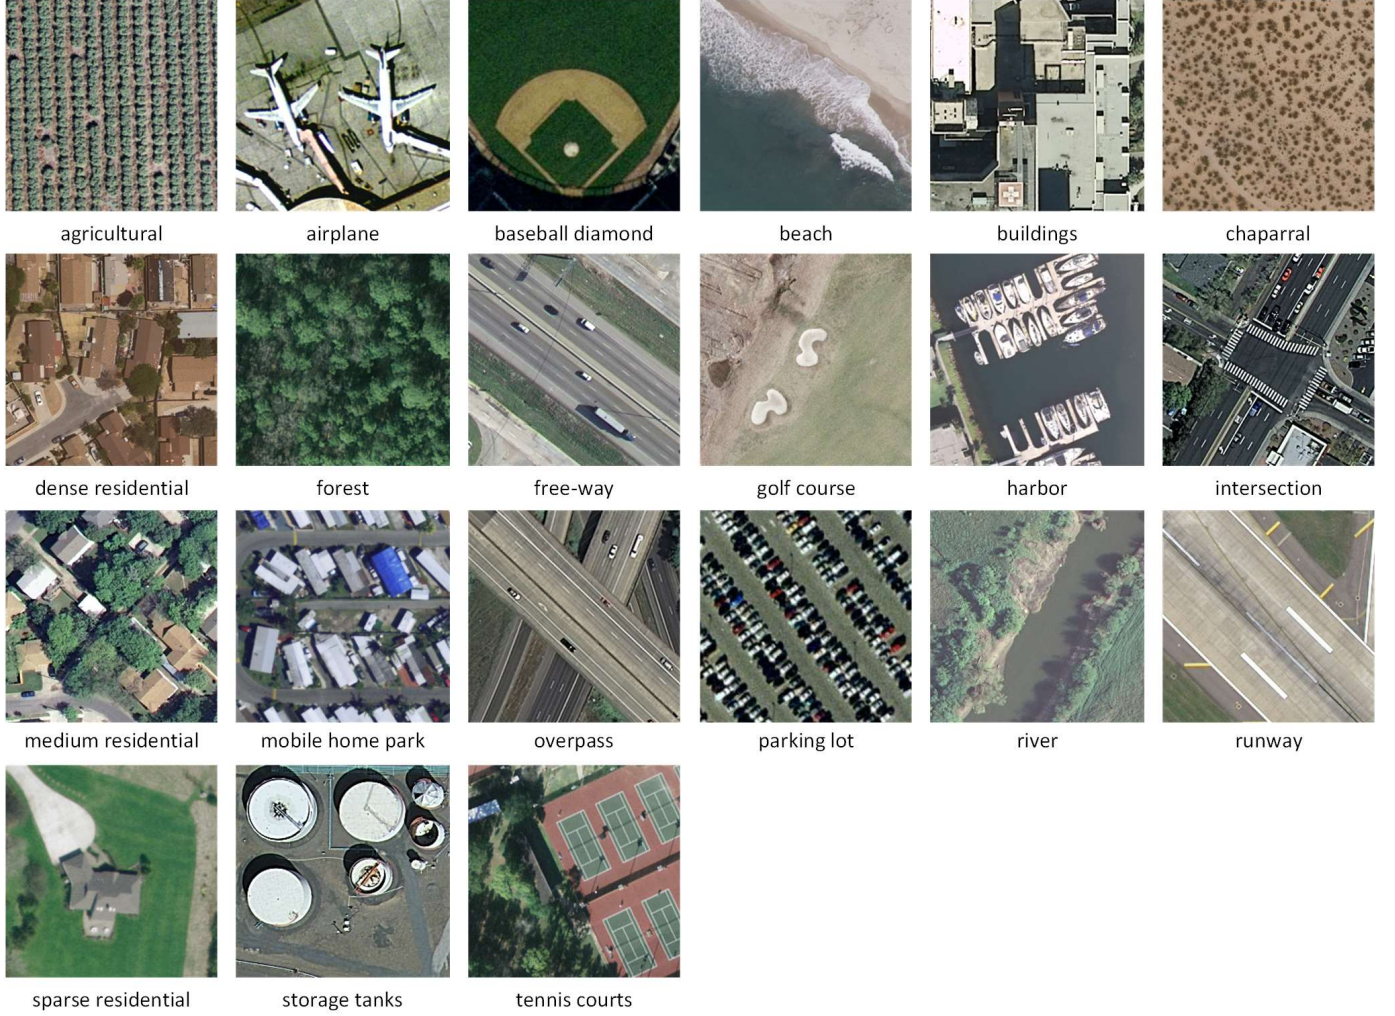 agricultural
airplane
baseball diamond
beach
buildings
chaparral
dense residential
forest
free-way
golf course
harbor
intersection
medium residential
mobile home park
overpass
parking lot
river
runway
sparse residential
storage tanks
tennis courts